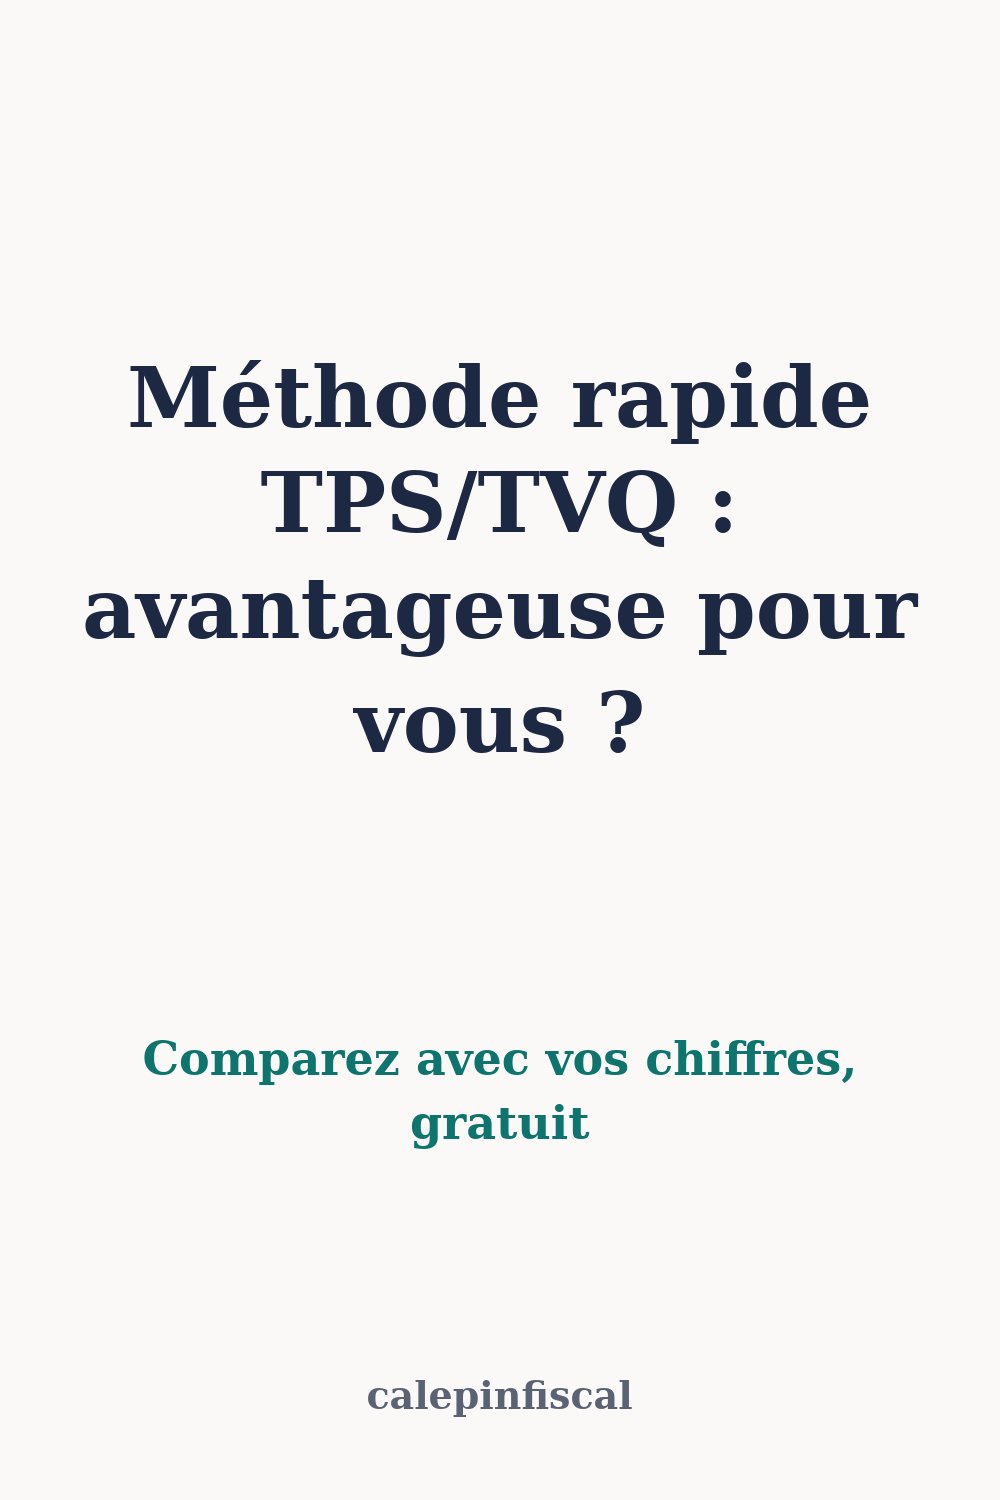 Méthode rapide
TPS/TVQ :
avantageuse pour
vous ?
Comparez avec vos chiffres,
gratuit
calepinfiscal